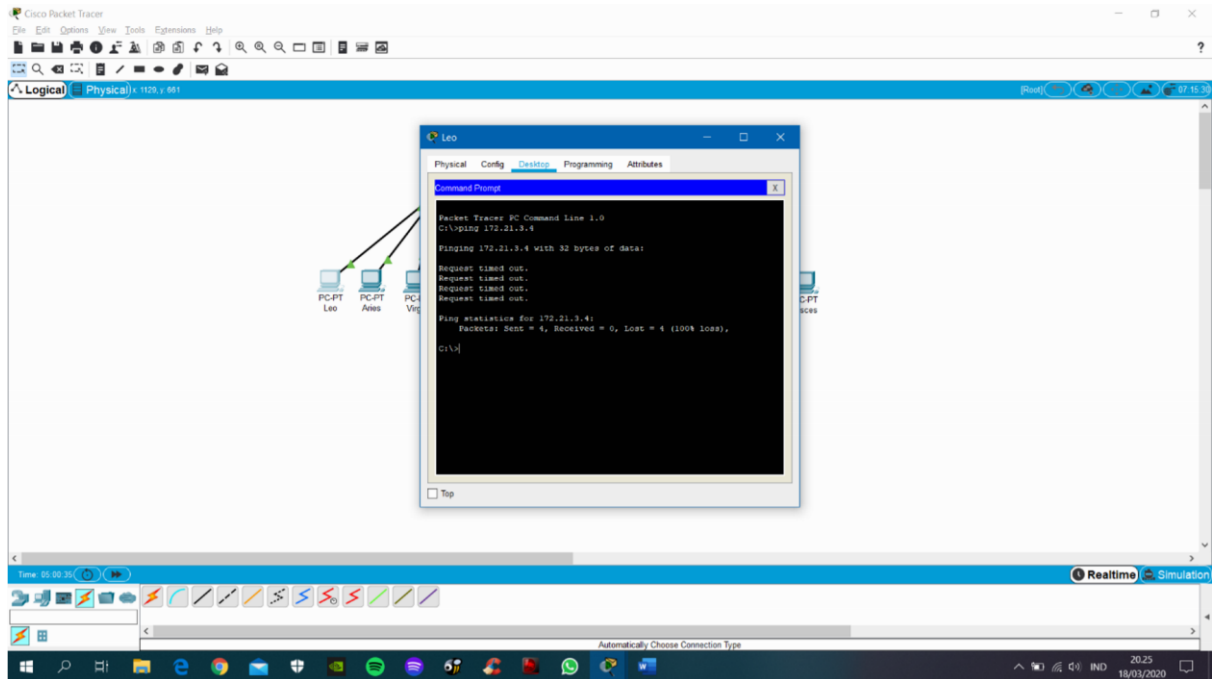 Cisco Packet Tracer
File Edit Options View Tools Extensions Help
?
Logical Physical x: 1129, y: 661 [Root] 07:15:30
Leo
Physical Config Desktop Programming Attributes
Command Prompt X
Packet Tracer PC Command Line 1.0
C:\>ping 172.21.3.4
Pinging 172.21.3.4 with 32 bytes of data:
Request timed out.
Request timed out.
Request timed out.
Request timed out.
Ping statistics for 172.21.3.4:
Packets: Sent = 4, Received = 0, Lost = 4 (100% loss),
C:\>
PC-PT
Leo
PC-PT
Aries
PC-
Virg
C-PT
sces
Top
Time: 05:00:35 Realtime Simulation
Automatically Choose Connection Type
IND
20.25
18/03/2020